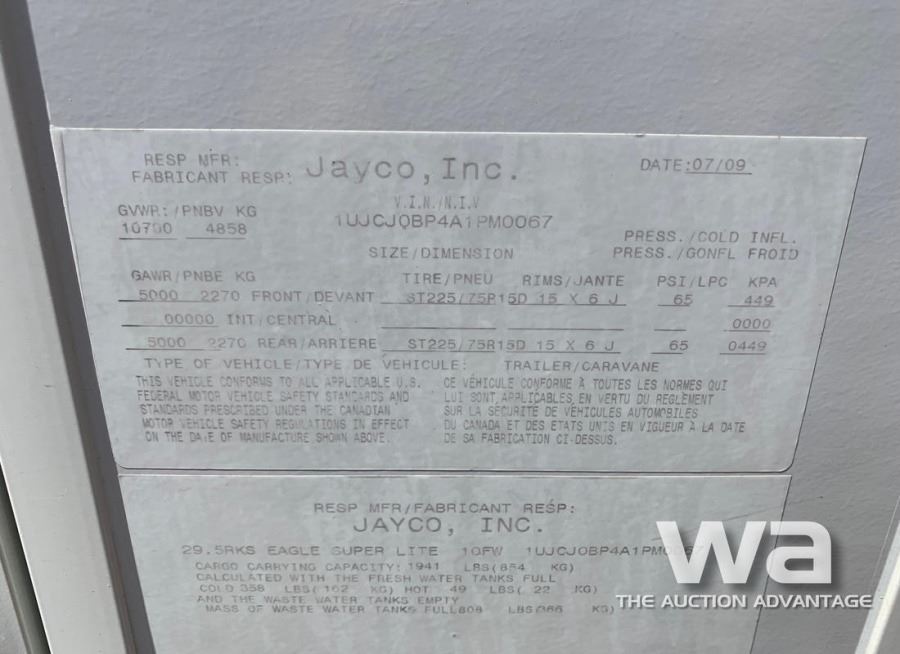 RESP MFR:
FABRICANT RESP: Jayco, Inc. DATE:07/09
V.I.N./N.I.V
1UJCJ0BP4A1PM0067
GVWR:/PNBV KG
10700 4858
SIZE/DIMENSION
PRESS./COLD INFL.
PRESS./GONFL FROID
GAWR/PNBE KG TIRE/PNEU RIMS/JANTE PSI/LPC KPA
5000 2270 FRONT/DEVANT ST225/75R15D 15 X 6 J 65 449
00000 INT/CENTRAL 0000
5000 2270 REAR/ARRIERE ST225/75R15D 15 X 6 J 65 0449
TYPE OF VEHICLE/TYPE DE VEHICULE: TRAILER/CARAVANE
THIS VEHICLE CONFORMS TO ALL APPLICABLE U.S.
FEDERAL MOTOR VEHICLE SAFETY STANDARDS AND
STANDARDS PRESCRIBED UNDER THE CANADIAN
MOTOR VEHICLE SAFETY REGULATIONS IN EFFECT
ON THE DATE OF MANUFACTURE SHOWN ABOVE.
CE VÉHICULE CONFORME À TOUTES LES NORMES QUI
LUI SONT APPLICABLES EN VERTU DU RÈGLEMENT
SUR LA SÉCURITÉ DE VÉHICULES AUTOMOBILES
DU CANADA ET DES ÉTATS UNIS EN VIGUEUR À LA DATE
DE SA FABRICATION CI-DESSUS.
RESP MFR/FABRICANT RESP:
JAYCO, INC.
29.5RKS EAGLE SUPER LITE 10FW 1UJCJ0BP4A1PM0067
CARGO CARRYING CAPACITY: 1941 LBS(884 KG)
CALCULATED WITH THE FRESH WATER TANKS FULL
COLD 358 LBS( 162 KG) HOT 49 LBS( 22 KG)
AND THE WASTE WATER TANKS EMPTY
MASS OF WASTE WATER TANKS FULL 808 LBS(366 KG)
wa
THE AUCTION ADVANTAGE